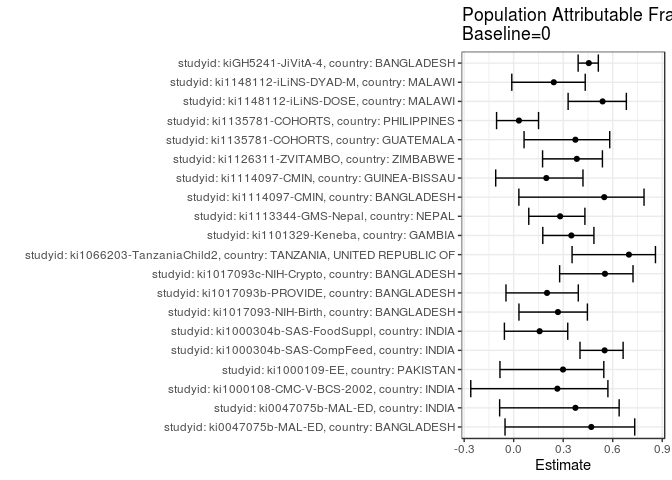 Population Attributable Fra
Baseline=0
studyid: kiGH5241-JiVitA-4, country: BANGLADESH
studyid: ki1148112-iLiNS-DYAD-M, country: MALAWI
studyid: ki1148112-iLiNS-DOSE, country: MALAWI
studyid: ki1135781-COHORTS, country: PHILIPPINES
studyid: ki1135781-COHORTS, country: GUATEMALA
studyid: ki1126311-ZVITAMBO, country: ZIMBABWE
studyid: ki1114097-CMIN, country: GUINEA-BISSAU
studyid: ki1114097-CMIN, country: BANGLADESH
studyid: ki1113344-GMS-Nepal, country: NEPAL
studyid: ki1101329-Keneba, country: GAMBIA
studyid: ki1066203-TanzaniaChild2, country: TANZANIA, UNITED REPUBLIC OF
studyid: ki1017093c-NIH-Crypto, country: BANGLADESH
studyid: ki1017093b-PROVIDE, country: BANGLADESH
studyid: ki1017093-NIH-Birth, country: BANGLADESH
studyid: ki1000304b-SAS-FoodSuppl, country: INDIA
studyid: ki1000304b-SAS-CompFeed, country: INDIA
studyid: ki1000109-EE, country: PAKISTAN
studyid: ki1000108-CMC-V-BCS-2002, country: INDIA
studyid: ki0047075b-MAL-ED, country: INDIA
studyid: ki0047075b-MAL-ED, country: BANGLADESH
-0.3 0.0 0.3 0.6 0.9
Estimate